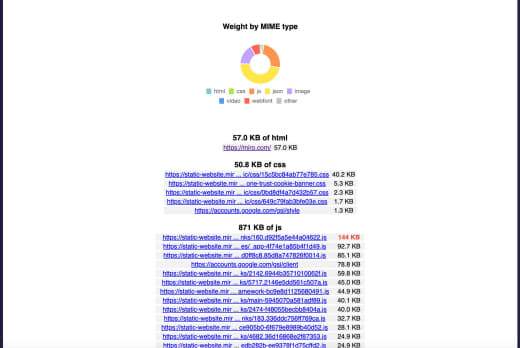 Weight by MIME type
html css js json image
video webfont other
57.0 KB of html
https://miro.com/ 57.0 KB
50.8 KB of css
https://static-website.mir ... ic/css/15c5bc84ab77e785.css 40.2 KB
https://static-website.mir ... one-trust-cookie-banner.css 5.3 KB
https://static-website.mir ... ic/css/0bd8df4a7d432b57.css 2.3 KB
https://static-website.mir ... ic/css/649c79fab3bfe03e.css 1.7 KB
https://accounts.google.com/gsi/style 1.3 KB
871 KB of js
https://static-website.mir ... nks/160.d92f5a5e44a04622.js 144 KB
https://static-website.mir ... es/_app-4f74e1a85b4f1d49.js 92.7 KB
https://static-website.mir ... d0ff8c8.85d8a747826f0014.js 85.1 KB
https://accounts.google.com/gsi/client 78.8 KB
https://static-website.mir ... ks/2142.6944b3571010062f.js 59.8 KB
https://static-website.mir ... ks/5717.2146e5dd551c507a.js 45.0 KB
https://static-website.mir ... amework-bc9e8d1125680491.js 44.9 KB
https://static-website.mir ... ks/main-5945070a581adf89.js 40.1 KB
https://static-website.mir ... ks/2474-f48055becbb8404a.js 40.0 KB
https://static-website.mir ... nks/183.336ddc756ff769ca.js 32.7 KB
https://static-website.mir ... ce905b0-6f679e8989b40d52.js 28.1 KB
https://static-website.mir ... ks/4682.36d16868e2f87353.js 24.9 KB
https://static-website.mir ... edb282b-ee9378f1d75cffd2.js 24.9 KB